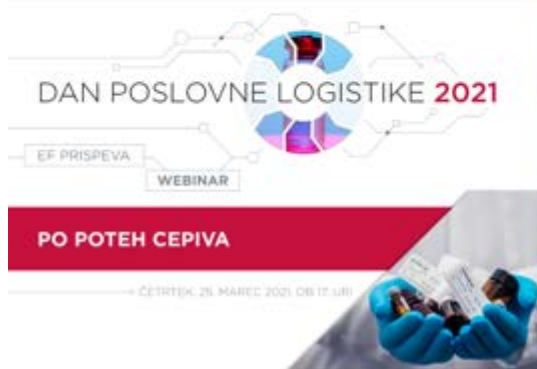 DAN POSLOVNE LOGISTIKE 2021
EF PRISPEVA
WEBINAR
PO POTEH CEPIVA
ČETRTEK, 25. MAREC 2021, OB 17. URI